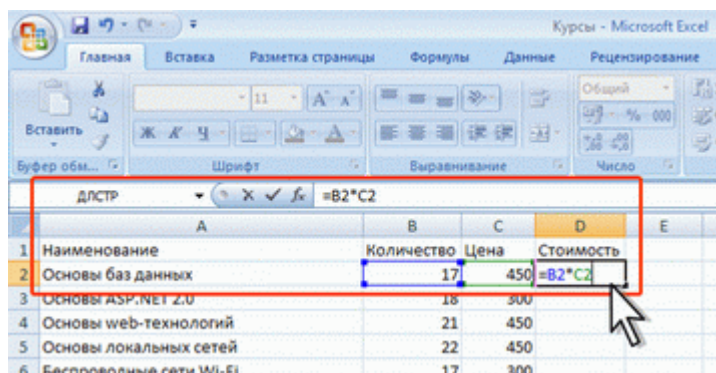 Курсы - Microsoft Excel
Главная Вставка Разметка страницы Формулы Данные Рецензирование
11 А А Общий
Вставить Ж К Ч А % 000
Буфер обм... Шрифт Выравнивание Число
ДЛСТР fx =B2*C2
A B C D E
1 Наименование Количество Цена Стоимость
2 Основы баз данных 17 450 =B2*C2
3 Основы ASP.NET 2.0 18 300
4 Основы web-технологий 21 450
5 Основы локальных сетей 22 450
6 Беспроводные сети Wi-Fi 17 300